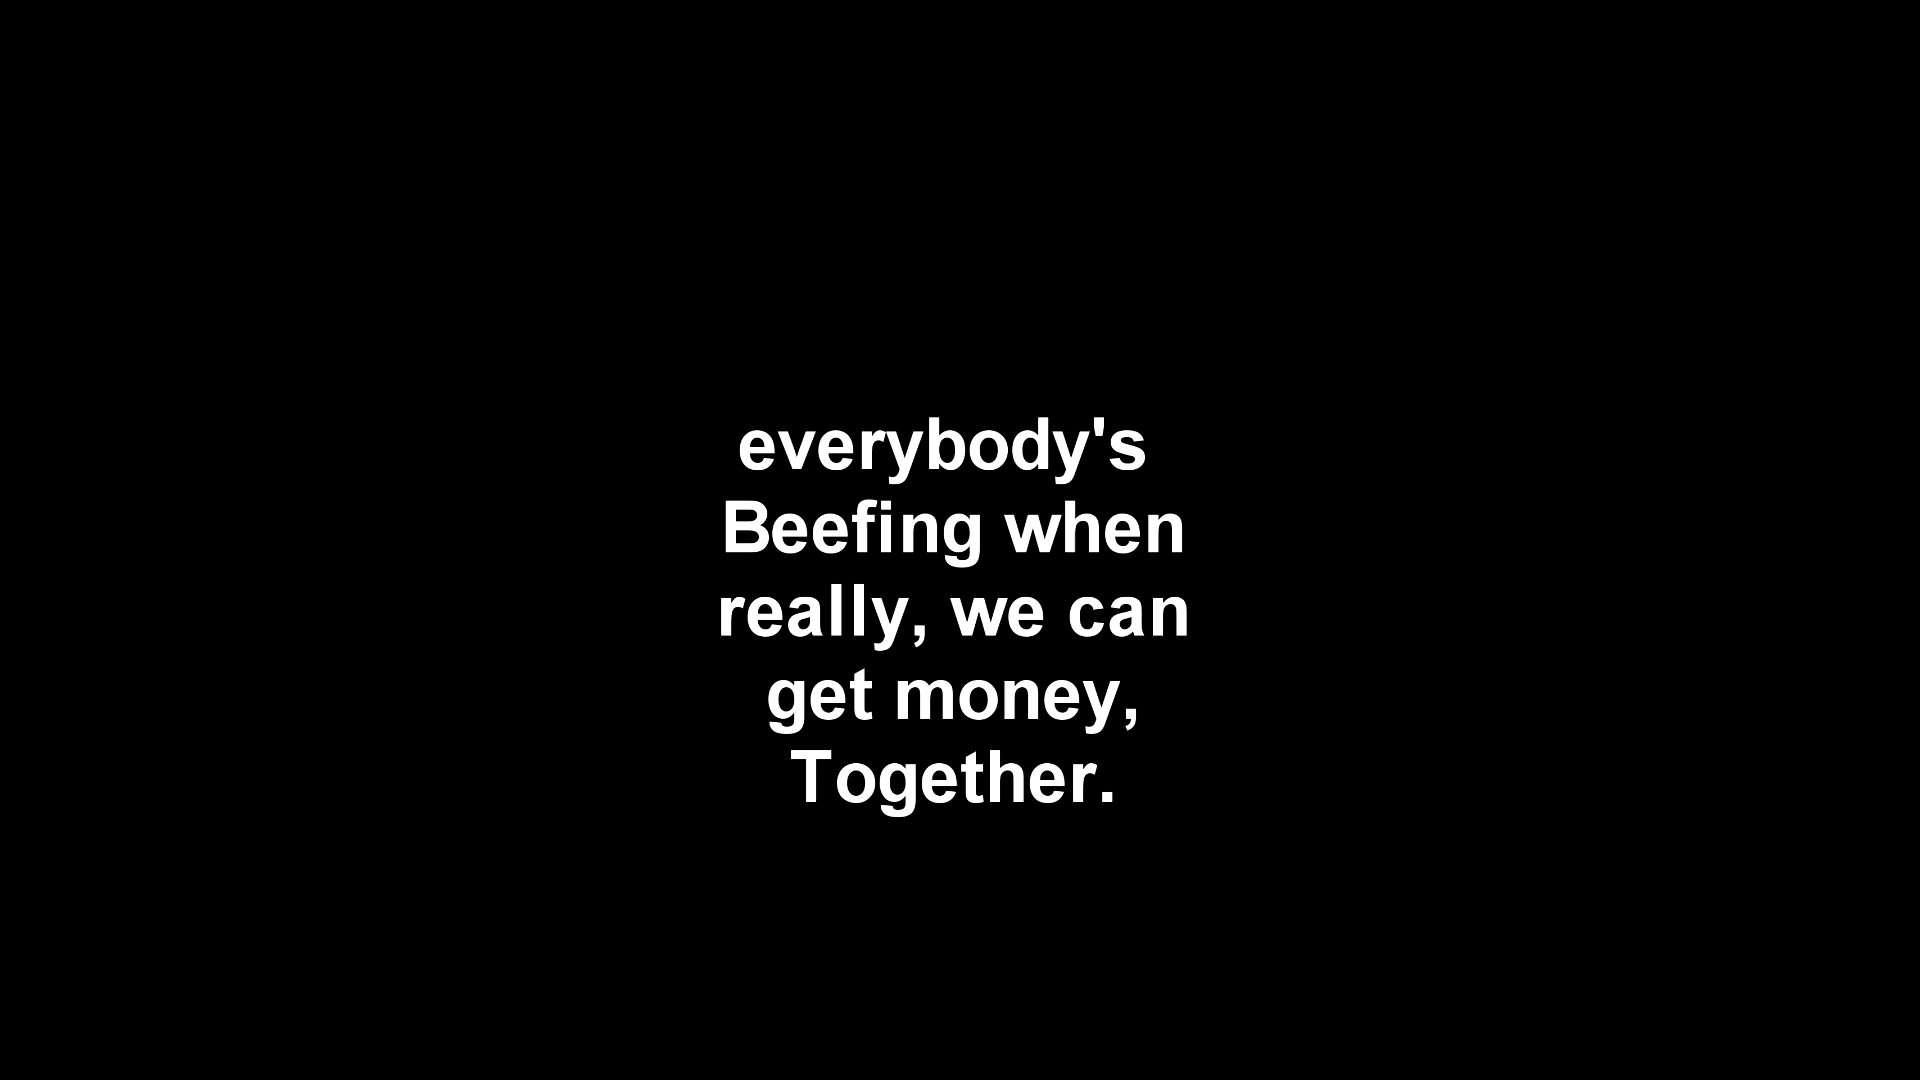 everybody's
Beefing when
really, we can
get money,
Together.